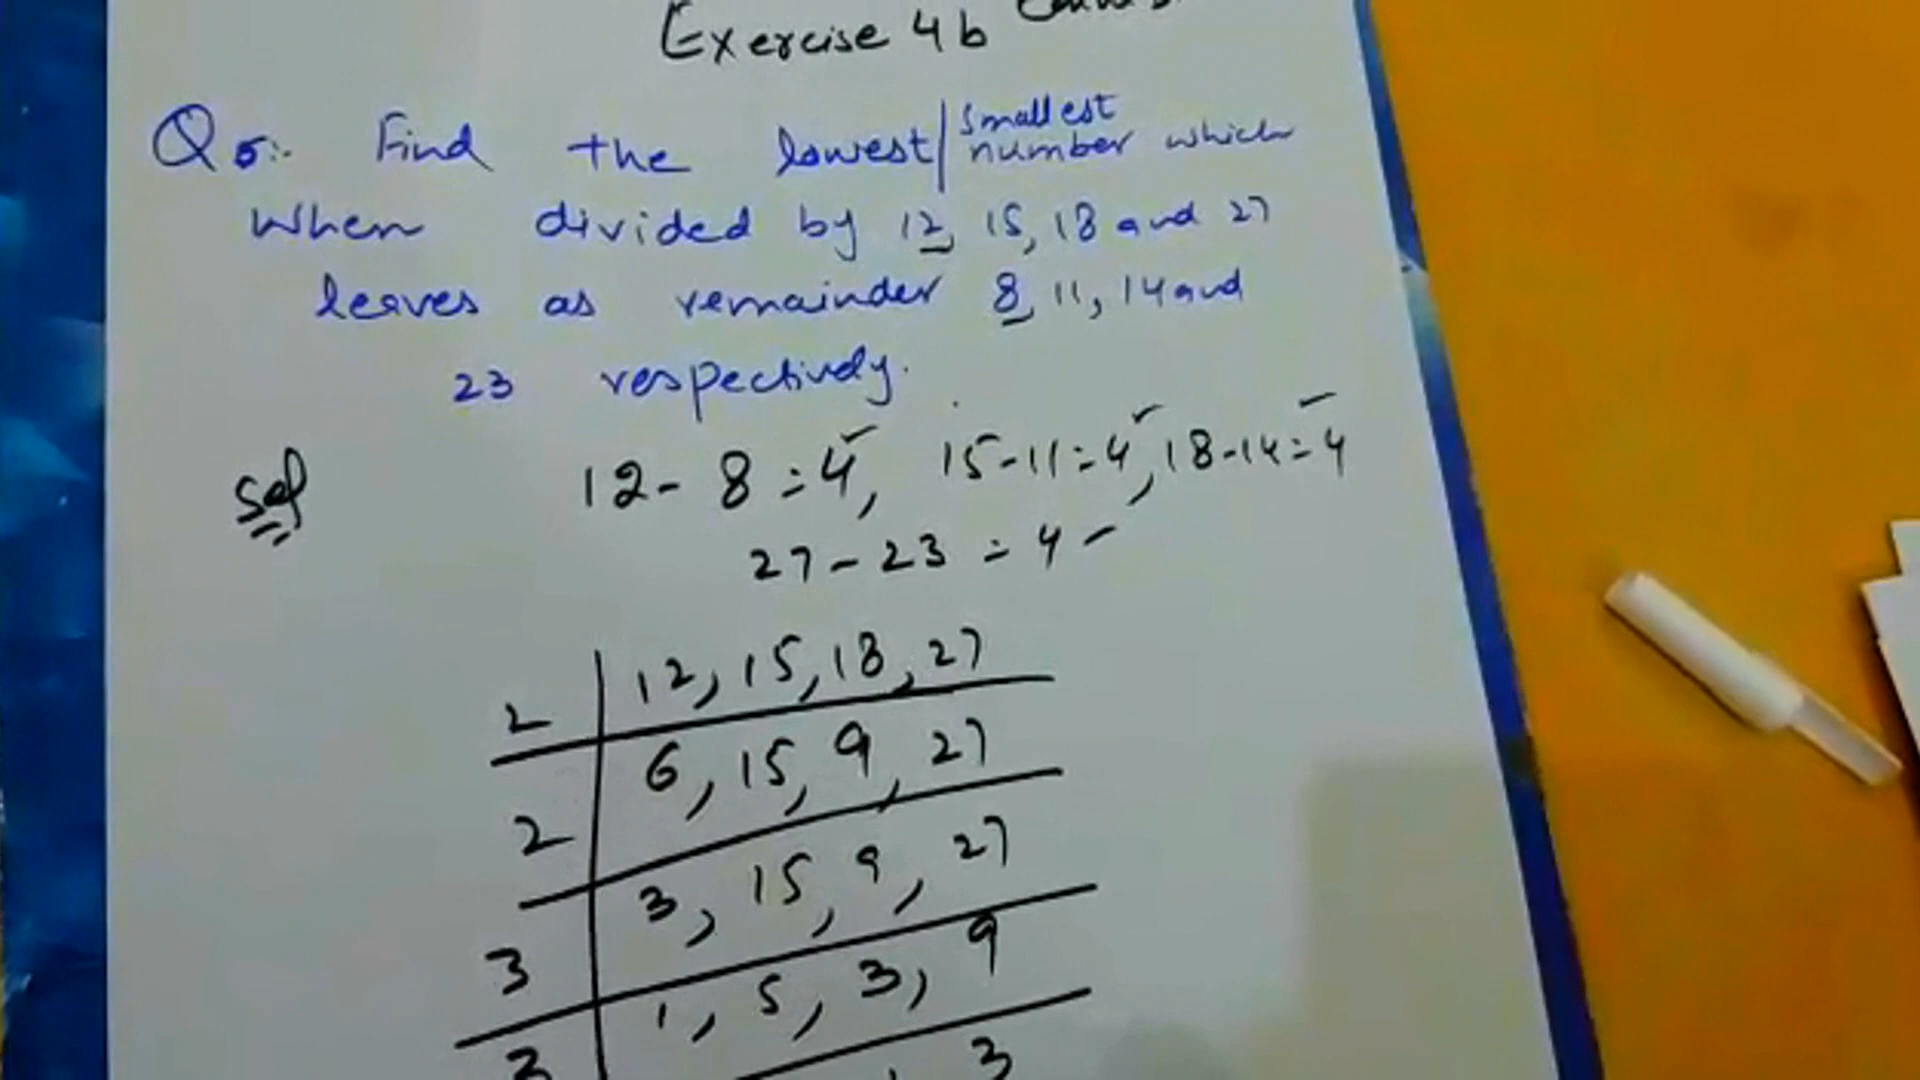 Exercise 4b
Q5:- Find the lowest/smallest number which
when divided by 12, 15, 18 and 27
leaves as remainder 8, 11, 14 and
23 respectively.
Sol 12 - 8 = 4, 15-11=4, 18-14=4
27 - 23 = 4
2 | 12, 15, 18, 27
2 | 6, 15, 9, 27
3 | 3, 15, 9, 27
3 | 1, 5, 3, 9
3